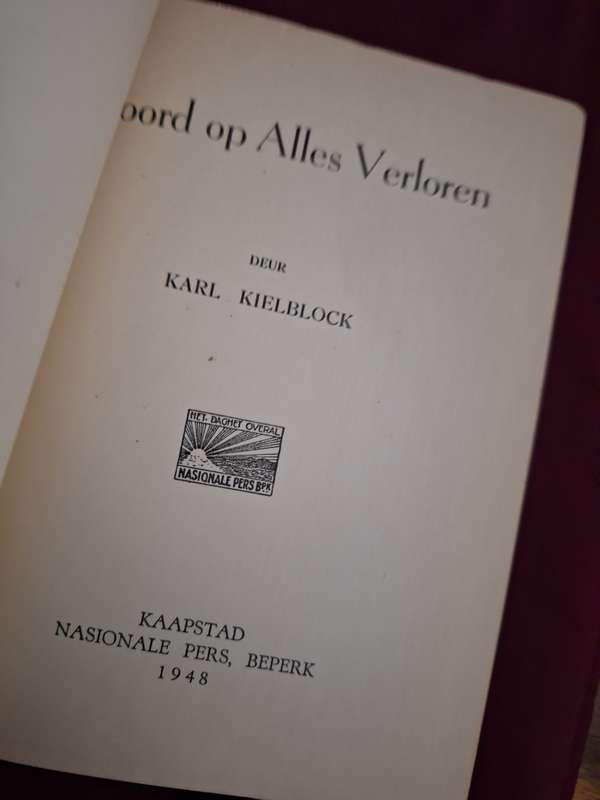 oord op Alles Verloren
DEUR
KARL KIELBLOCK
HET DAGHET OVERAL
NASIONALE PERS BPK
KAAPSTAD
NASIONALE PERS, BEPERK
1948